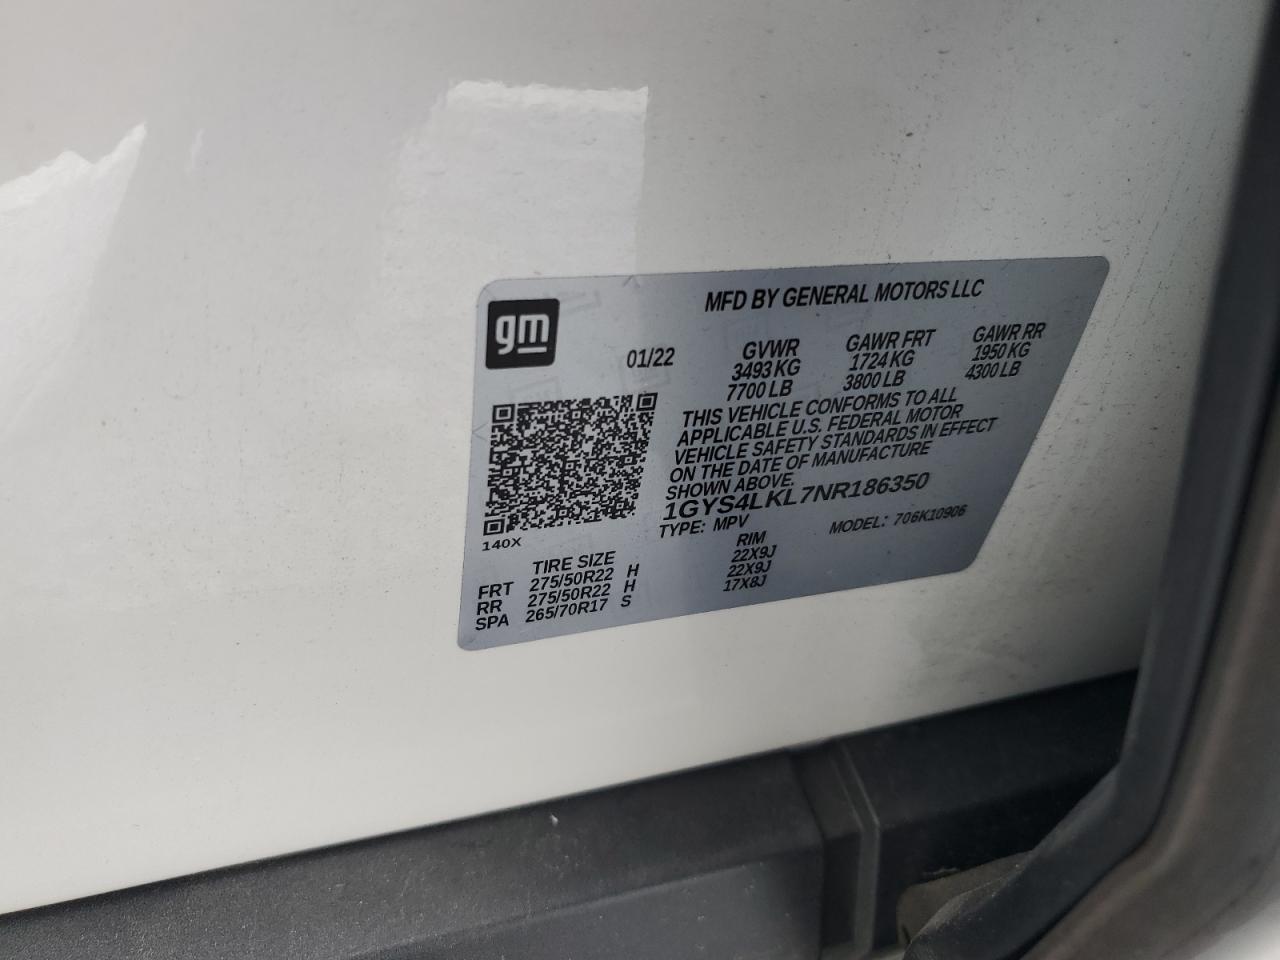 gm
MFD BY GENERAL MOTORS LLC
01/22
GVWR
3493 KG
7700 LB
GAWR FRT
1724 KG
3800 LB
GAWR RR
1950 KG
4300 LB
THIS VEHICLE CONFORMS TO ALL
APPLICABLE U.S. FEDERAL MOTOR
VEHICLE SAFETY STANDARDS IN EFFECT
ON THE DATE OF MANUFACTURE
SHOWN ABOVE.
1GYS4LKL7NR186350
TYPE: MPV
MODEL: 706K10906
140X
TIRE SIZE RIM
FRT 275/50R22 H 22X9J
RR 275/50R22 H 22X9J
SPA 265/70R17 S 17X8J